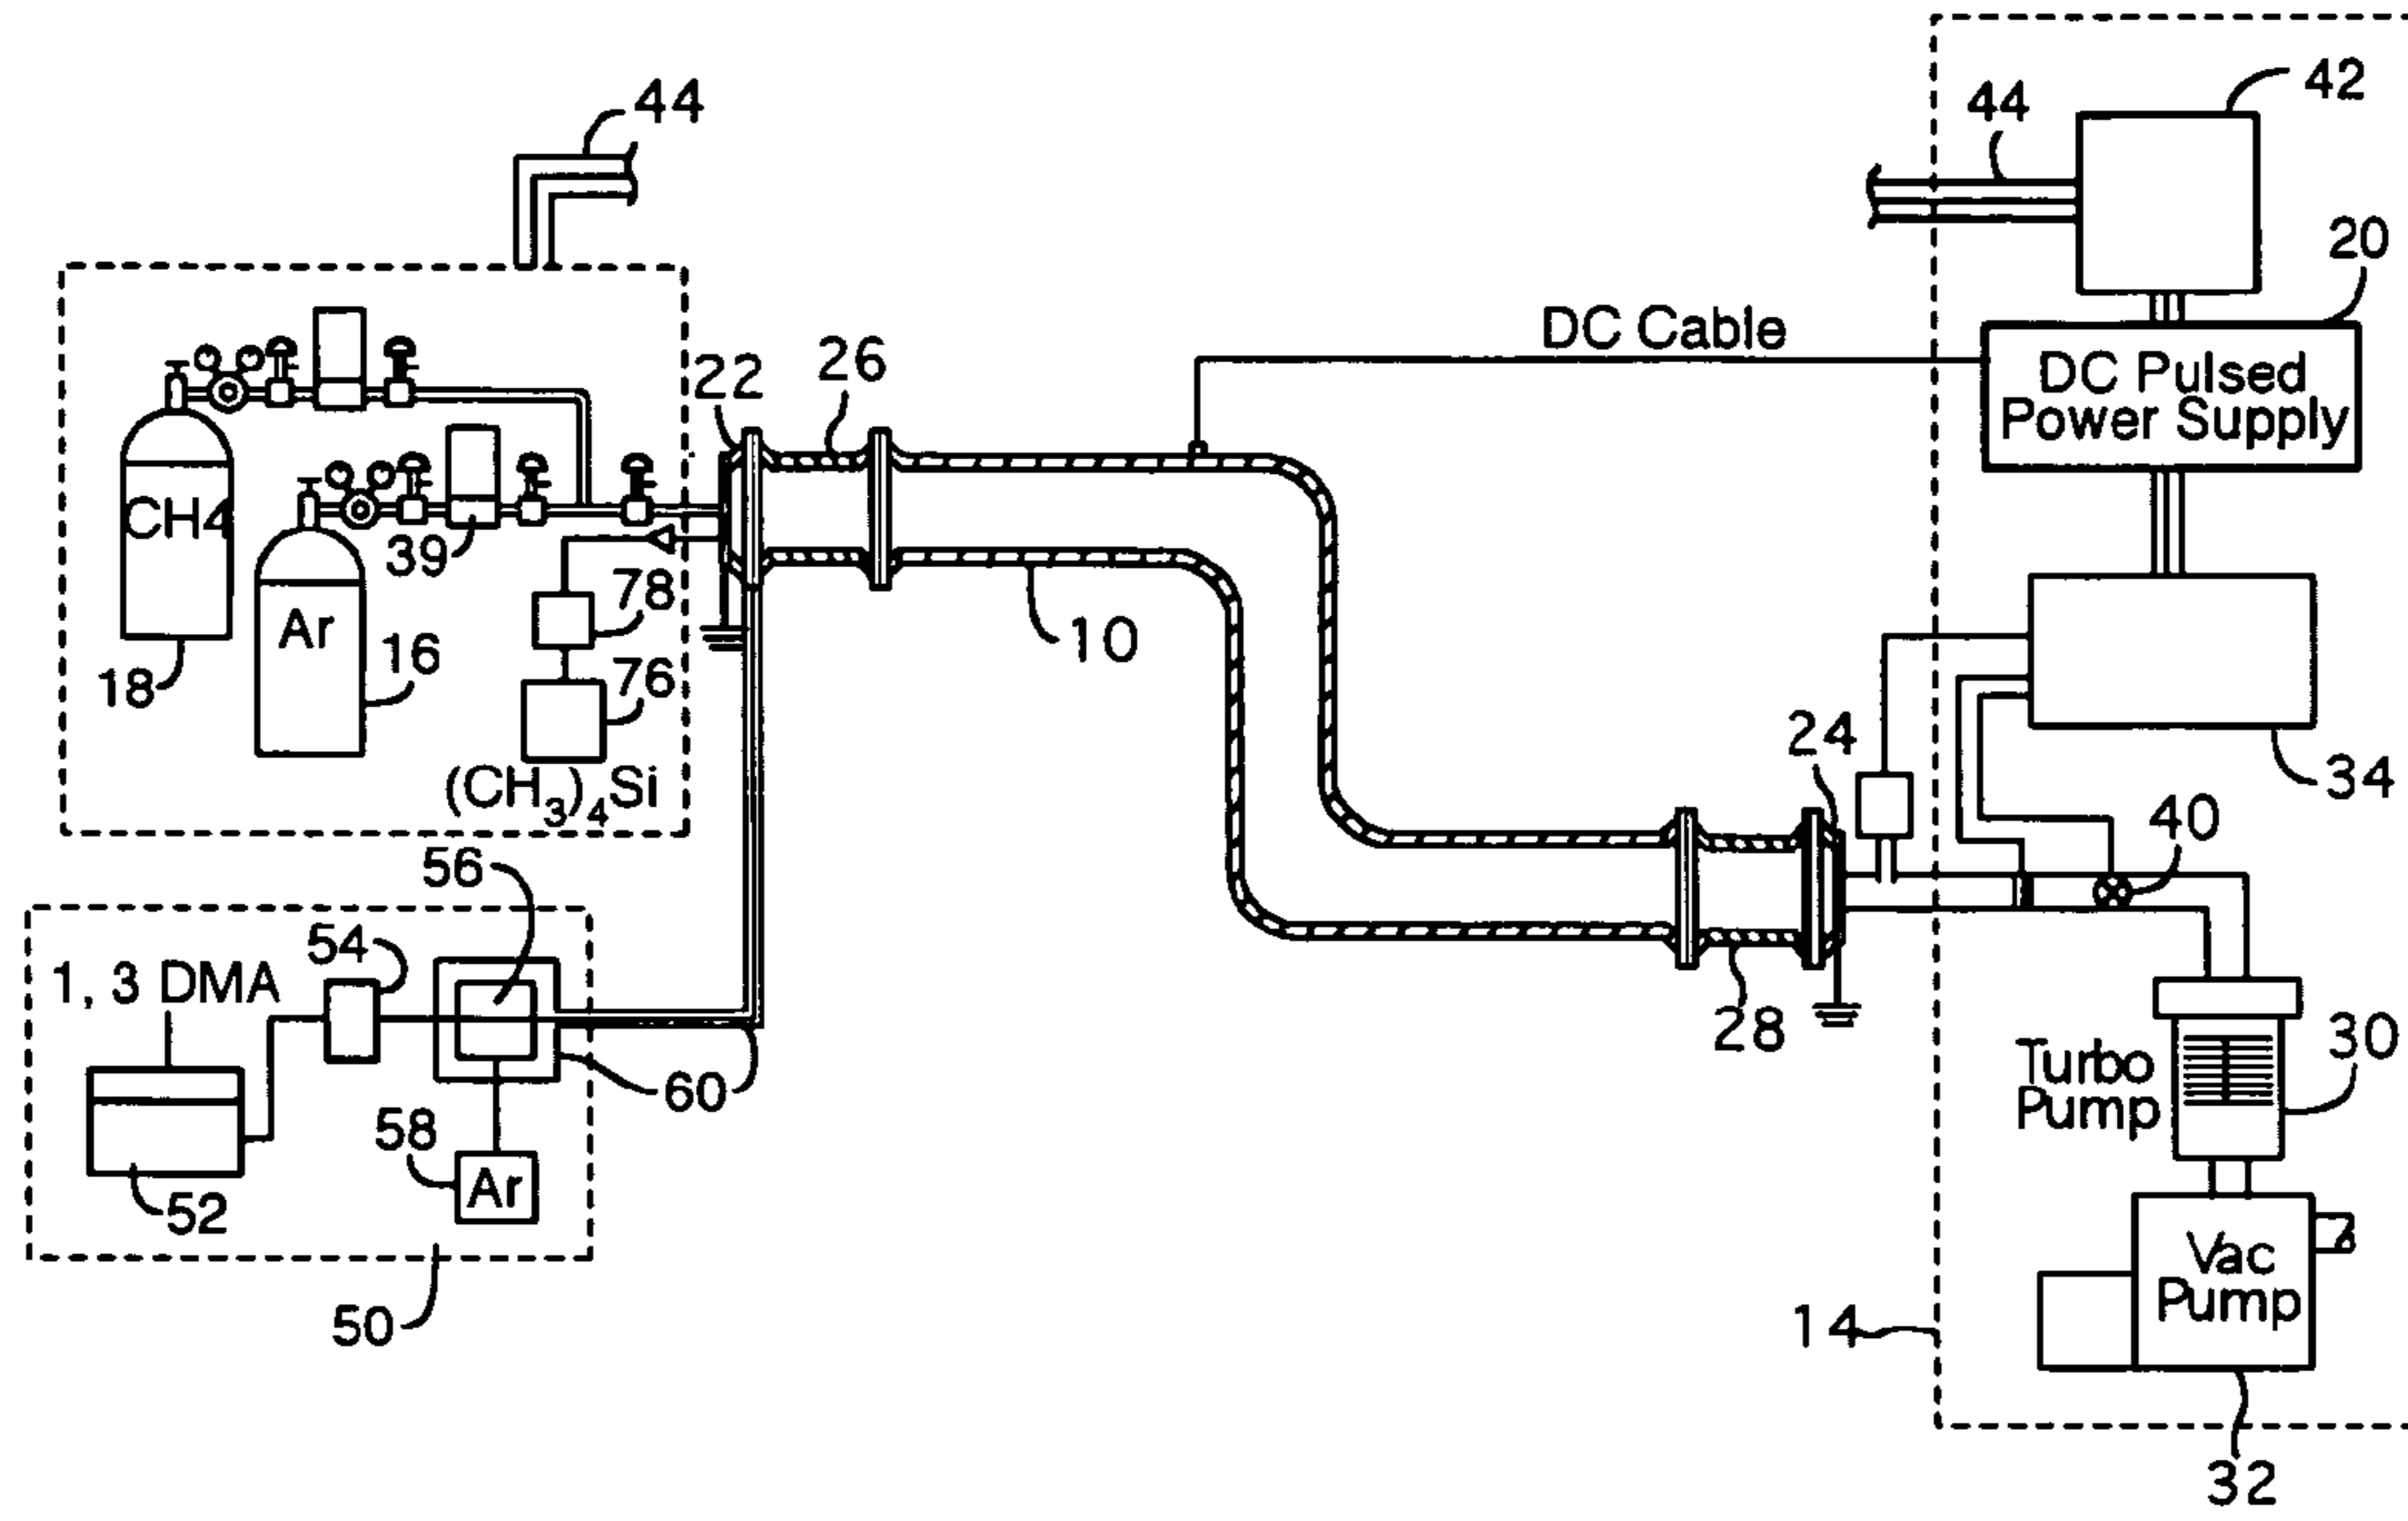 44
42
44
20
DC Cable
DC Pulsed
Power Supply
22
26
CH4
39
Ar
78
10
16
18
76
(CH3)4Si
24
34
40
56
54
1, 3 DMA
28
30
Turbo
Pump
60
58
Ar
52
Vac
Pump
50
14
32